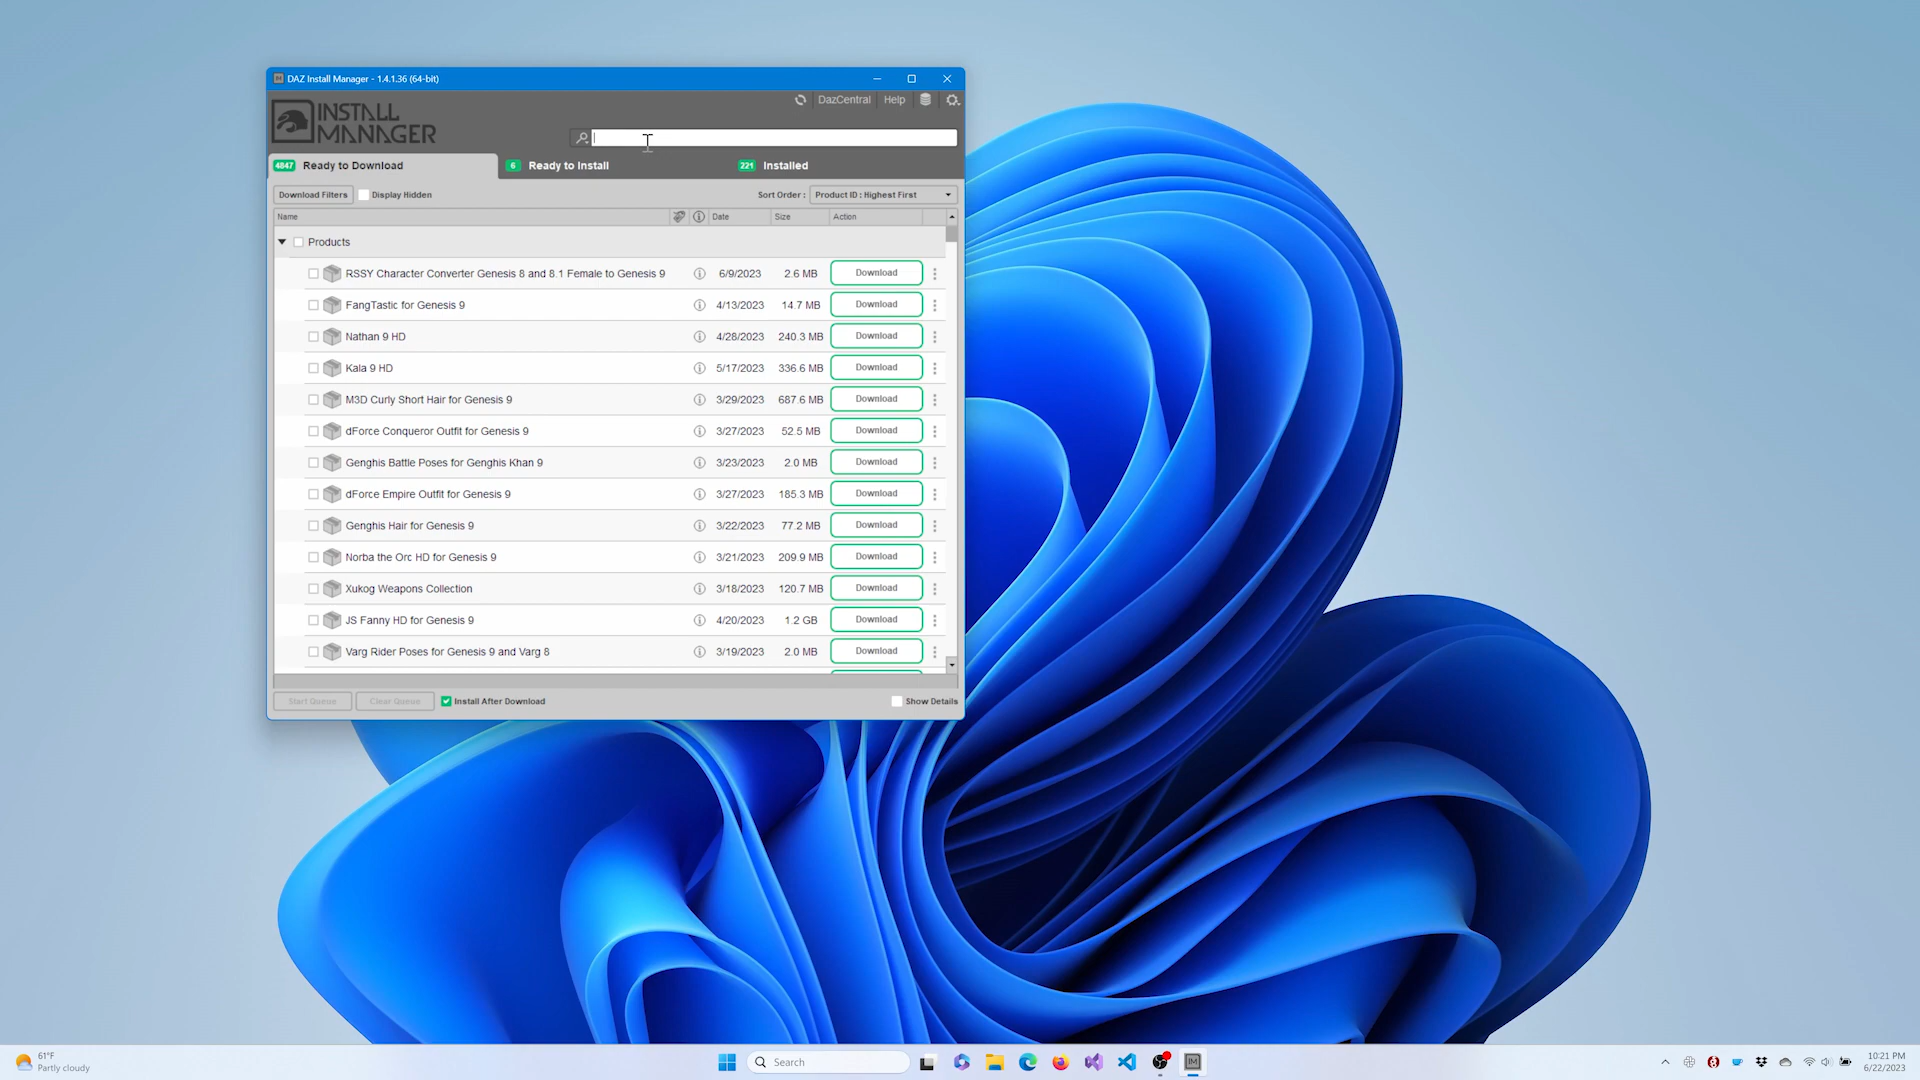 DAZ Install Manager - 1.4.1.36 (64-bit)
INSTALL
MANAGER
DazCentral Help
4847 Ready to Download
6 Ready to Install
221 Installed
Download Filters Display Hidden
Sort Order : Product ID : Highest First
Name Date Size Action
Products
RSSY Character Converter Genesis 8 and 8.1 Female to Genesis 9 6/9/2023 2.6 MB Download
FangTastic for Genesis 9 4/13/2023 14.7 MB Download
Nathan 9 HD 4/28/2023 240.3 MB Download
Kala 9 HD 5/17/2023 336.6 MB Download
M3D Curly Short Hair for Genesis 9 3/29/2023 687.6 MB Download
dForce Conqueror Outfit for Genesis 9 3/27/2023 52.5 MB Download
Genghis Battle Poses for Genghis Khan 9 3/23/2023 2.0 MB Download
dForce Empire Outfit for Genesis 9 3/27/2023 185.3 MB Download
Genghis Hair for Genesis 9 3/22/2023 77.2 MB Download
Norba the Orc HD for Genesis 9 3/21/2023 209.9 MB Download
Xukog Weapons Collection 3/18/2023 120.7 MB Download
JS Fanny HD for Genesis 9 4/20/2023 1.2 GB Download
Varg Rider Poses for Genesis 9 and Varg 8 3/19/2023 2.0 MB Download
Start Queue Clear Queue Install After Download Show Details
61°F
Partly cloudy
Search
IM
10:21 PM
6/22/2023